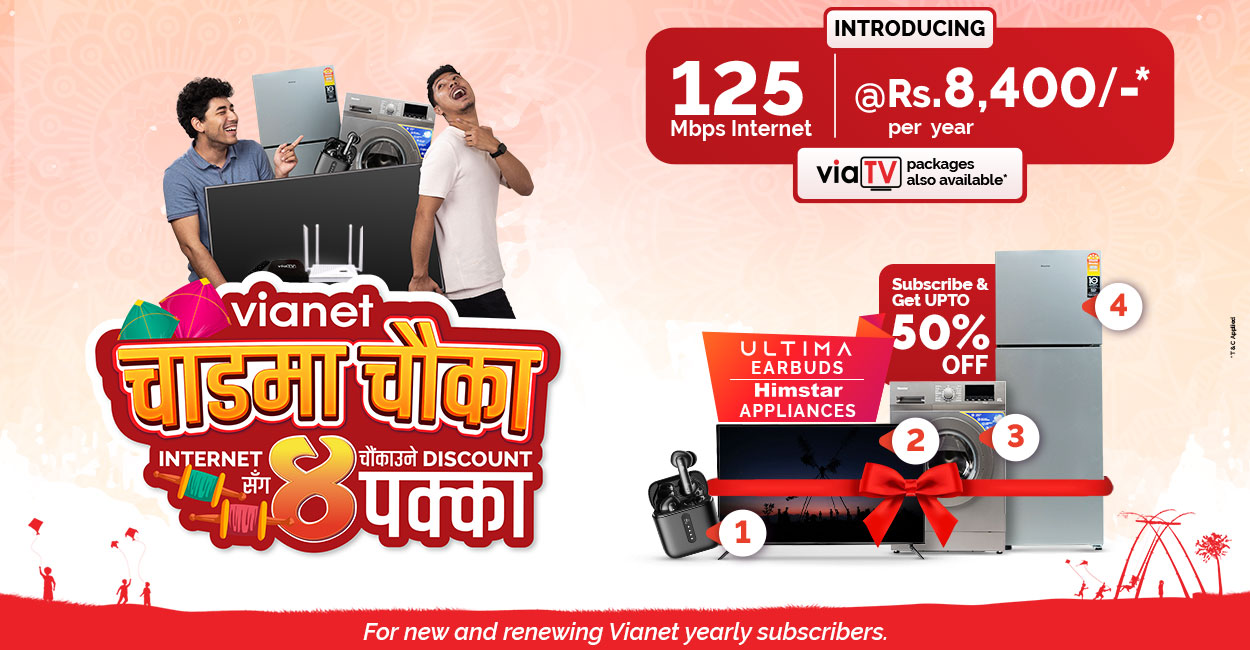 vianet
चाडमा चौका
INTERNET
सँग
४
चौंकाउने DISCOUNT
पक्का
INTRODUCING
125
Mbps Internet
@Rs.8,400/-*
per year
viaTV packages
also available*
Subscribe &
Get UPTO
50%
OFF
ULTIMA
EARBUDS
Himstar
APPLIANCES
1
2
3
4
*T & C Applied
For new and renewing Vianet yearly subscribers.